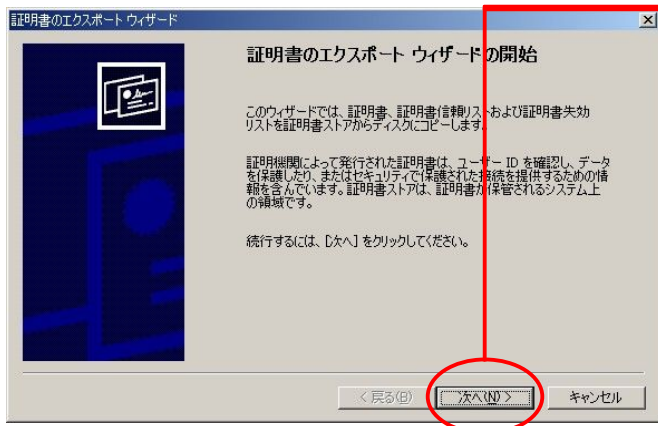 証明書のエクスポート ウィザード
証明書のエクスポート ウィザードの開始
このウィザードでは、証明書、証明書信頼リストおよび証明書失効
リストを証明書ストアからディスクにコピーします。
証明機関によって発行された証明書は、ユーザー ID を確認し、データ
を保護したり、またはセキュリティで保護された接続を提供するための情
報を含んでいます。証明書ストアは、証明書が保管されるシステム上
の領域です。
続行するには、[次へ] をクリックしてください。
< 戻る(B) 次へ(N) > キャンセル